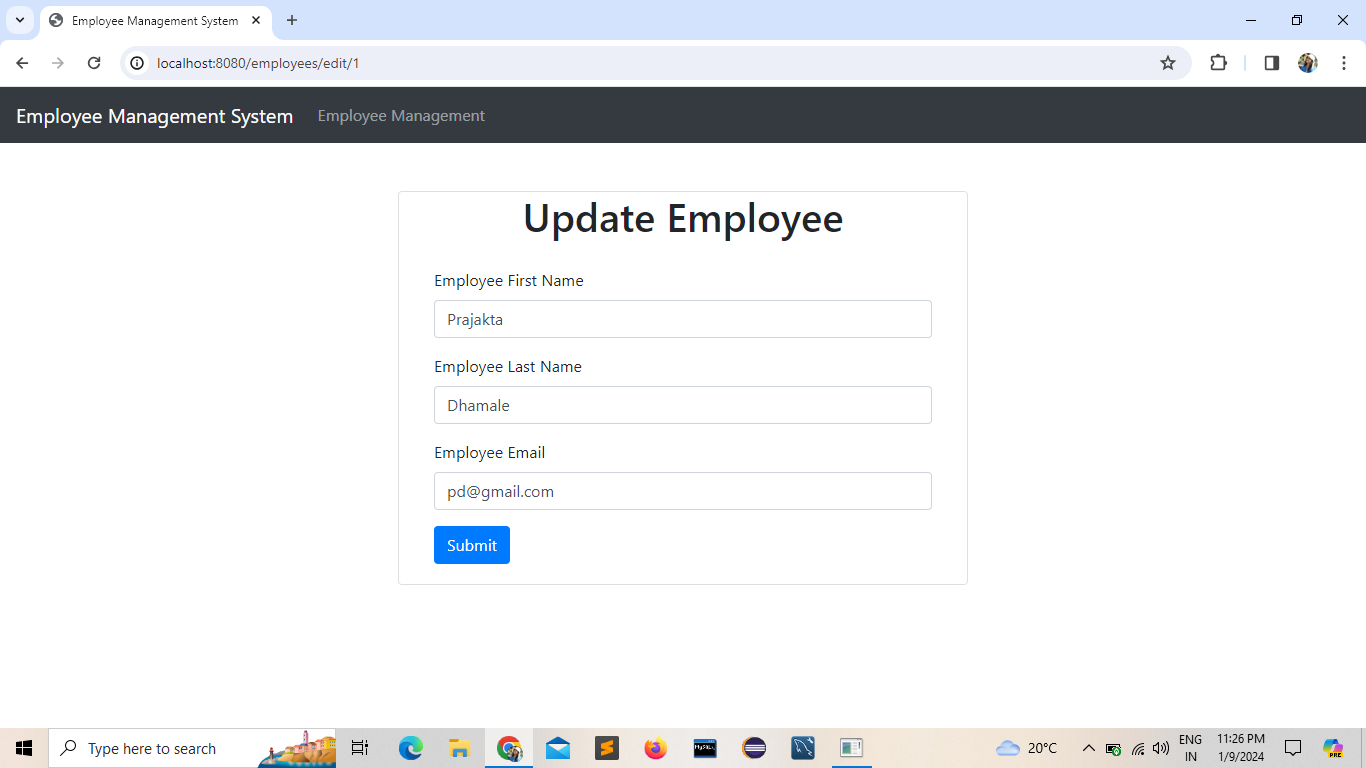 Employee Management System
localhost:8080/employees/edit/1
Employee Management System Employee Management
Update Employee
Employee First Name
Prajakta
Employee Last Name
Dhamale
Employee Email
pd@gmail.com
Submit
Type here to search
20°C
ENG
IN
11:26 PM
1/9/2024
MySQL
PRE